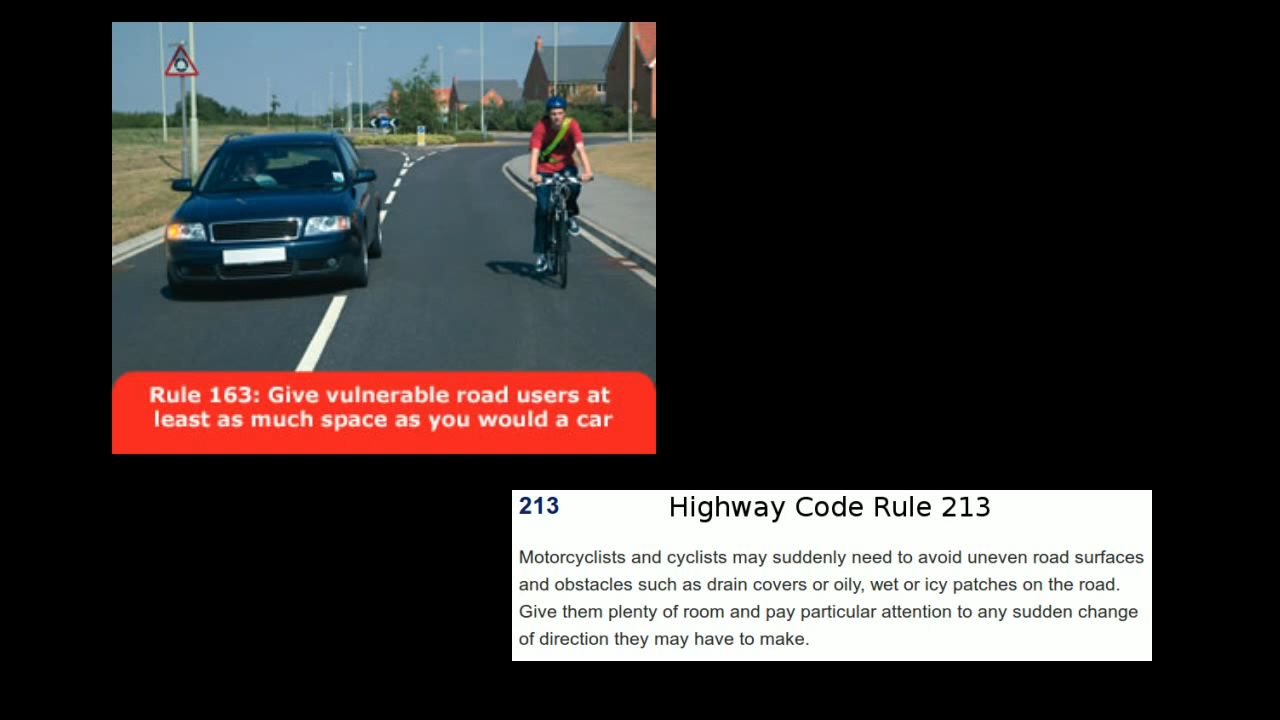 Rule 163: Give vulnerable road users at
least as much space as you would a car
213
Highway Code Rule 213
Motorcyclists and cyclists may suddenly need to avoid uneven road surfaces
and obstacles such as drain covers or oily, wet or icy patches on the road.
Give them plenty of room and pay particular attention to any sudden change
of direction they may have to make.